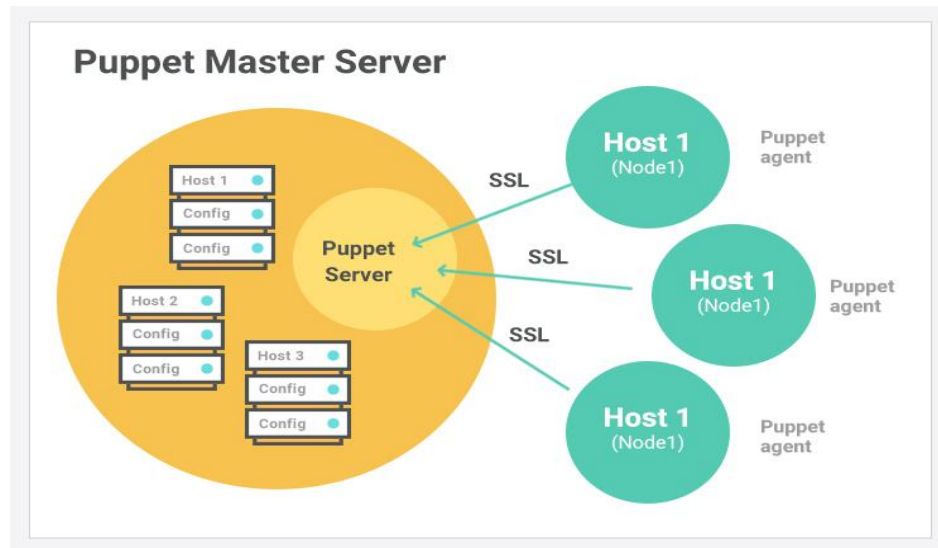 Puppet Master Server
Host 1
Config
Config
Host 2
Config
Config
Host 3
Config
Config
Puppet
Server
SSL
SSL
SSL
Host 1
(Node1)
Puppet
agent
Host 1
(Node1)
Puppet
agent
Host 1
(Node1)
Puppet
agent